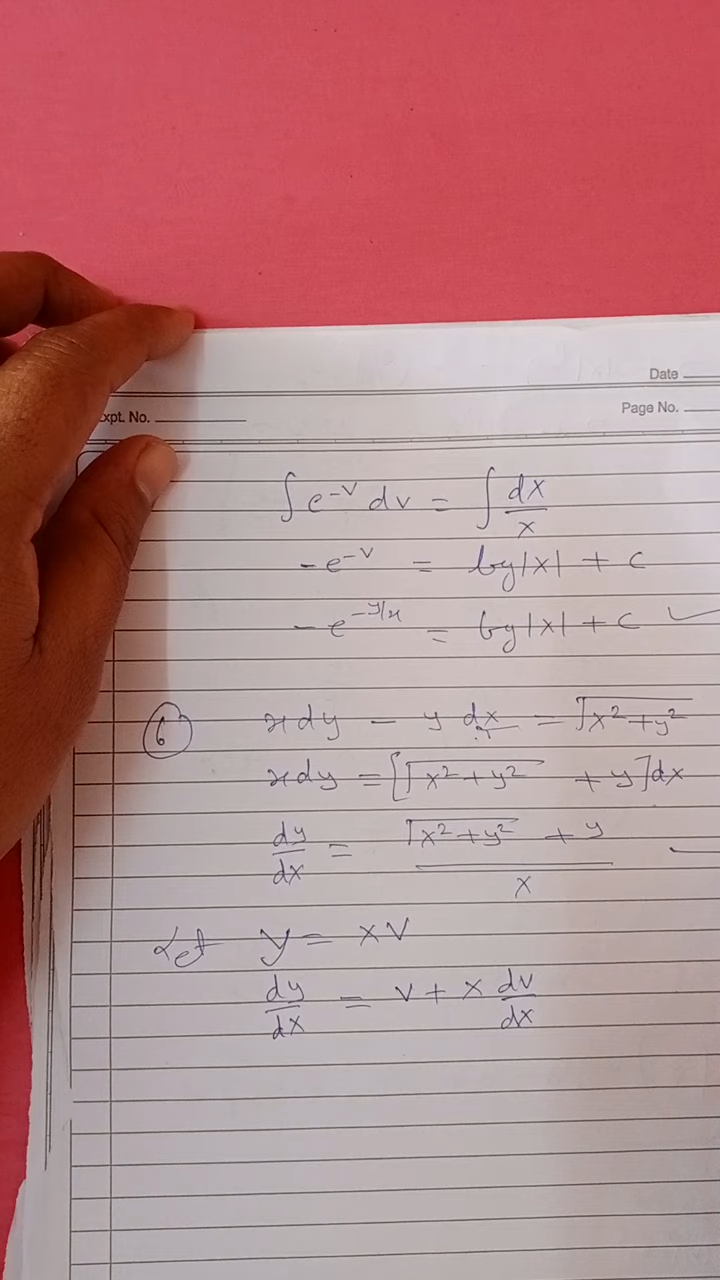 Date
xpt. No.
Page No.
∫ e^-v dv = ∫ dx/x
-e^-v = log|x| + c
-e^-y/x = log|x| + c
6 x dy - y dx = √x² + y²
x dy = [√x² + y² + y] dx
dy/dx = √x² + y² + y / x
Let y = xv
dy/dx = v + x dv/dx